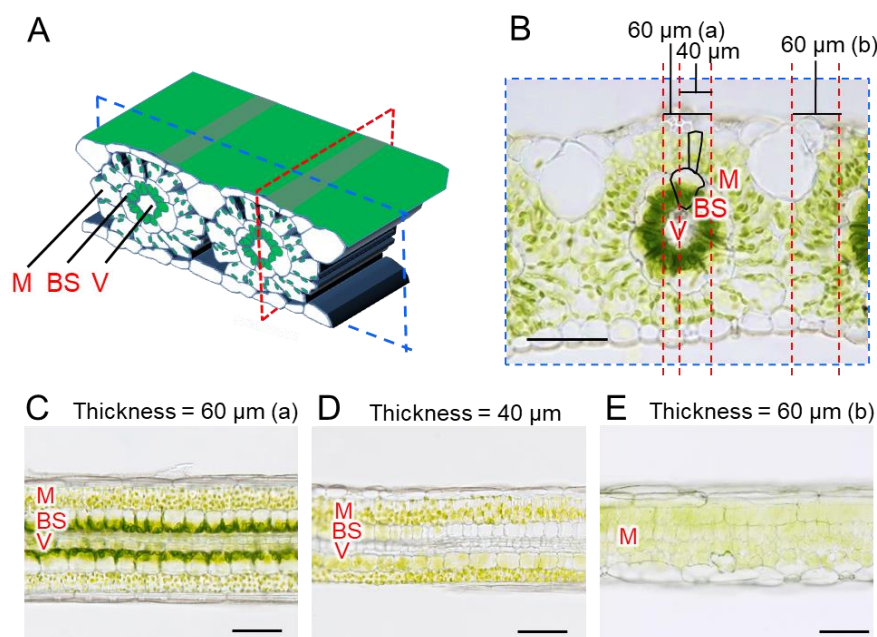 A
M BS V
B
60 µm (a)
40 µm
60 µm (b)
M
BS
V
C Thickness = 60 µm (a)
M
BS
V
D Thickness = 40 µm
M
BS
V
E Thickness = 60 µm (b)
M